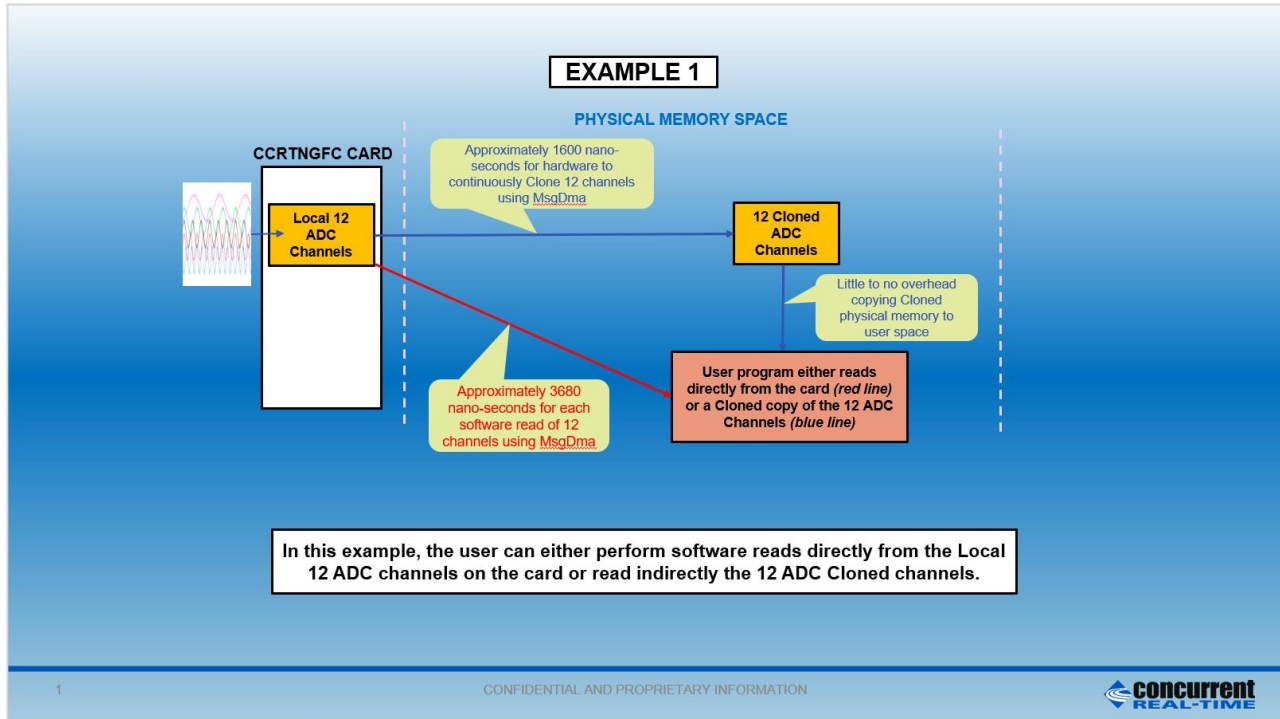 EXAMPLE 1
PHYSICAL MEMORY SPACE
CCRTNGFC CARD
Approximately 1600 nano-
seconds for hardware to
continuously Clone 12 channels
using MsgDma
Local 12
ADC
Channels
12 Cloned
ADC
Channels
Little to no overhead
copying Cloned
physical memory to
user space
User program either reads
directly from the card (red line)
or a Cloned copy of the 12 ADC
Channels (blue line)
Approximately 3680
nano-seconds for each
software read of 12
channels using MsgDma
In this example, the user can either perform software reads directly from the Local
12 ADC channels on the card or read indirectly the 12 ADC Cloned channels.
1
CONFIDENTIAL AND PROPRIETARY INFORMATION
concurrent
REAL-TIME